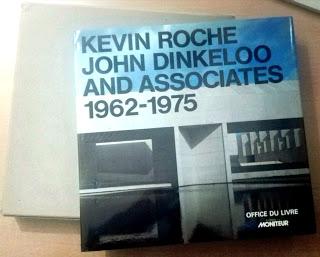 KEVIN ROCHE
JOHN DINKELOO
AND ASSOCIATES
1962-1975
OFFICE DU LIVRE
MONITEUR